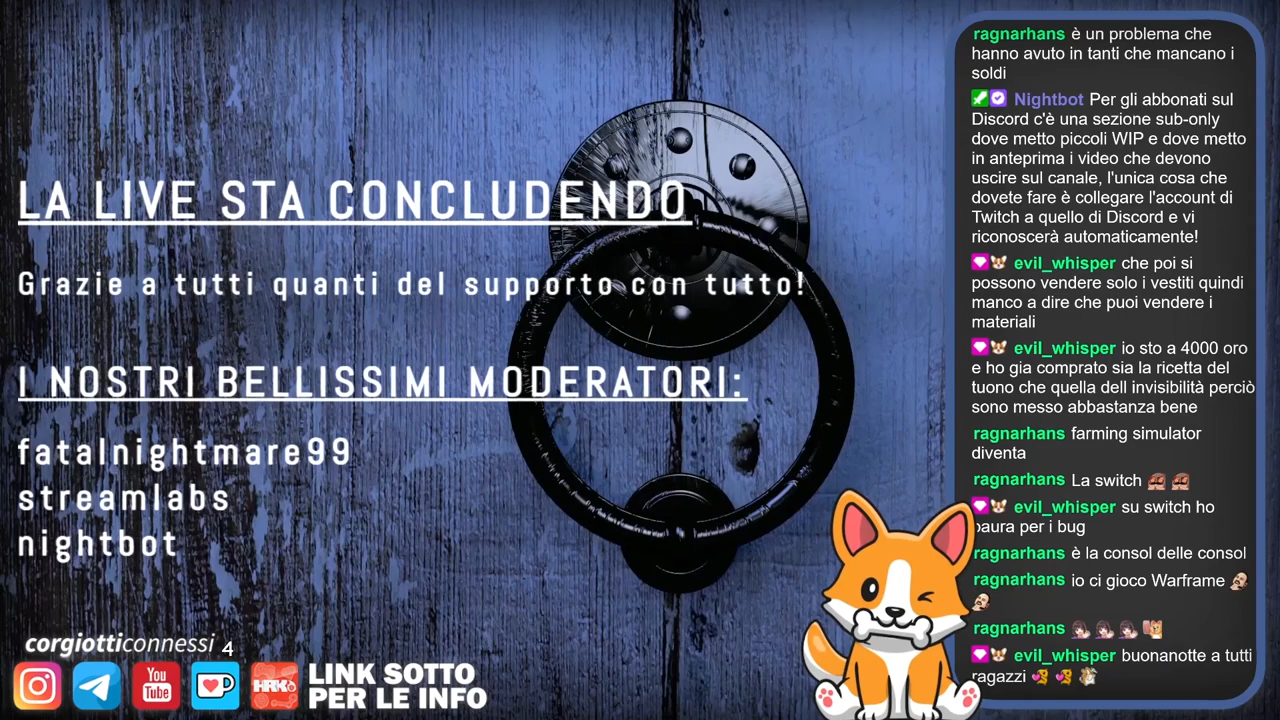 LA LIVE STA CONCLUDENDO
Grazie a tutti quanti del supporto con tutto!
I NOSTRI BELLISSIMI MODERATORI:
fatalnightmare99
streamlabs
nightbot
corgiotticonnessi 4
You
Tube
HRK
LINK SOTTO
PER LE INFO
ragnarhans è un problema che
hanno avuto in tanti che mancano i
soldi
Nightbot Per gli abbonati sul
Discord c'è una sezione sub-only
dove metto piccoli WIP e dove metto
in anteprima i video che devono
uscire sul canale, l'unica cosa che
dovete fare è collegare l'account di
Twitch a quello di Discord e vi
riconoscerà automaticamente!
evil_whisper che poi si
possono vendere solo i vestiti quindi
manco a dire che puoi vendere i
materiali
evil_whisper io sto a 4000 oro
e ho gia comprato sia la ricetta del
tuono che quella dell invisibilità perciò
sono messo abbastanza bene
ragnarhans farming simulator
diventa
ragnarhans La switch
evil_whisper su switch ho
paura per i bug
ragnarhans è la consol delle consol
ragnarhans io ci gioco Warframe
ragnarhans
evil_whisper buonanotte a tutti
ragazzi